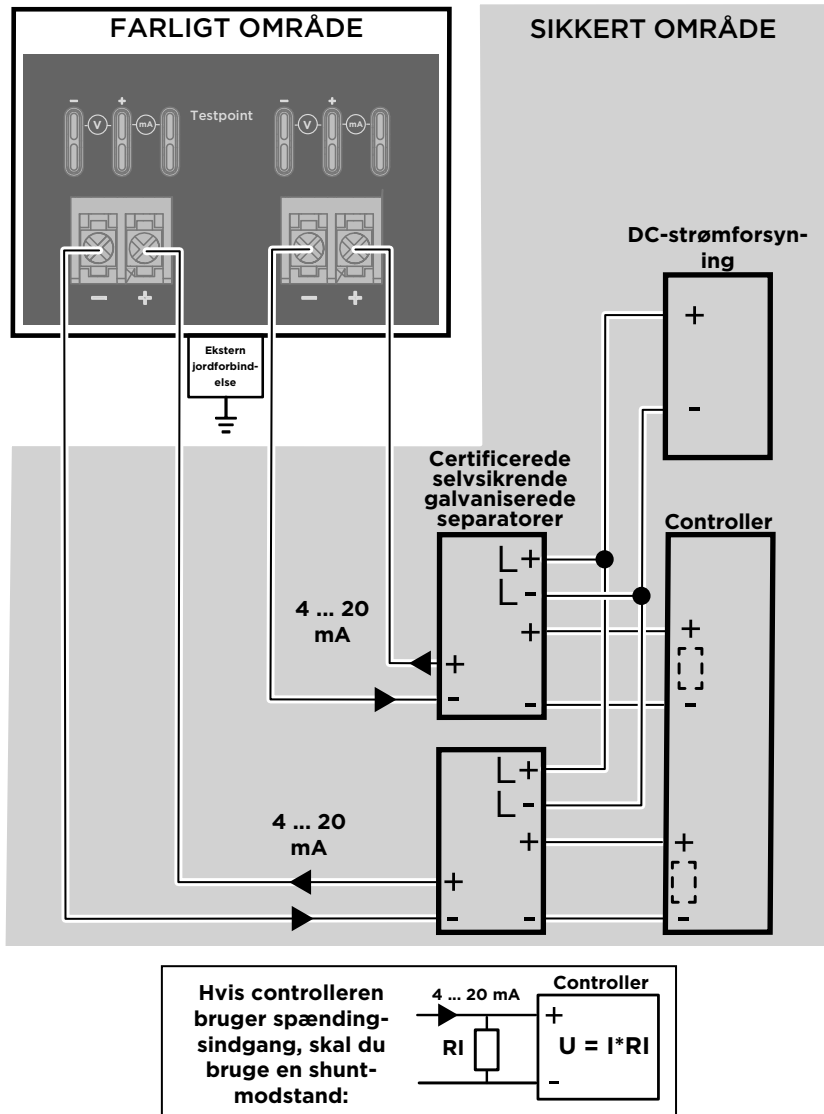 FARLIGT OMRÅDE
SIKKERT OMRÅDE
- + Testpoint - +
V mA V mA
- + - +
Ekstern
jordforbind-
else
DC-strømforsyn-
ing
+
-
Certificerede
selvsikrende
galvaniserede
separatorer
Controller
L +
L -
4 ... 20
mA
+ +
+
- - -
L +
L -
4 ... 20
mA
+ +
+
- - -
Hvis controlleren
bruger spænding-
sindgang, skal du
bruge en shunt-
modstand:
4 ... 20 mA
Controller
+
RI
U = I*RI
-